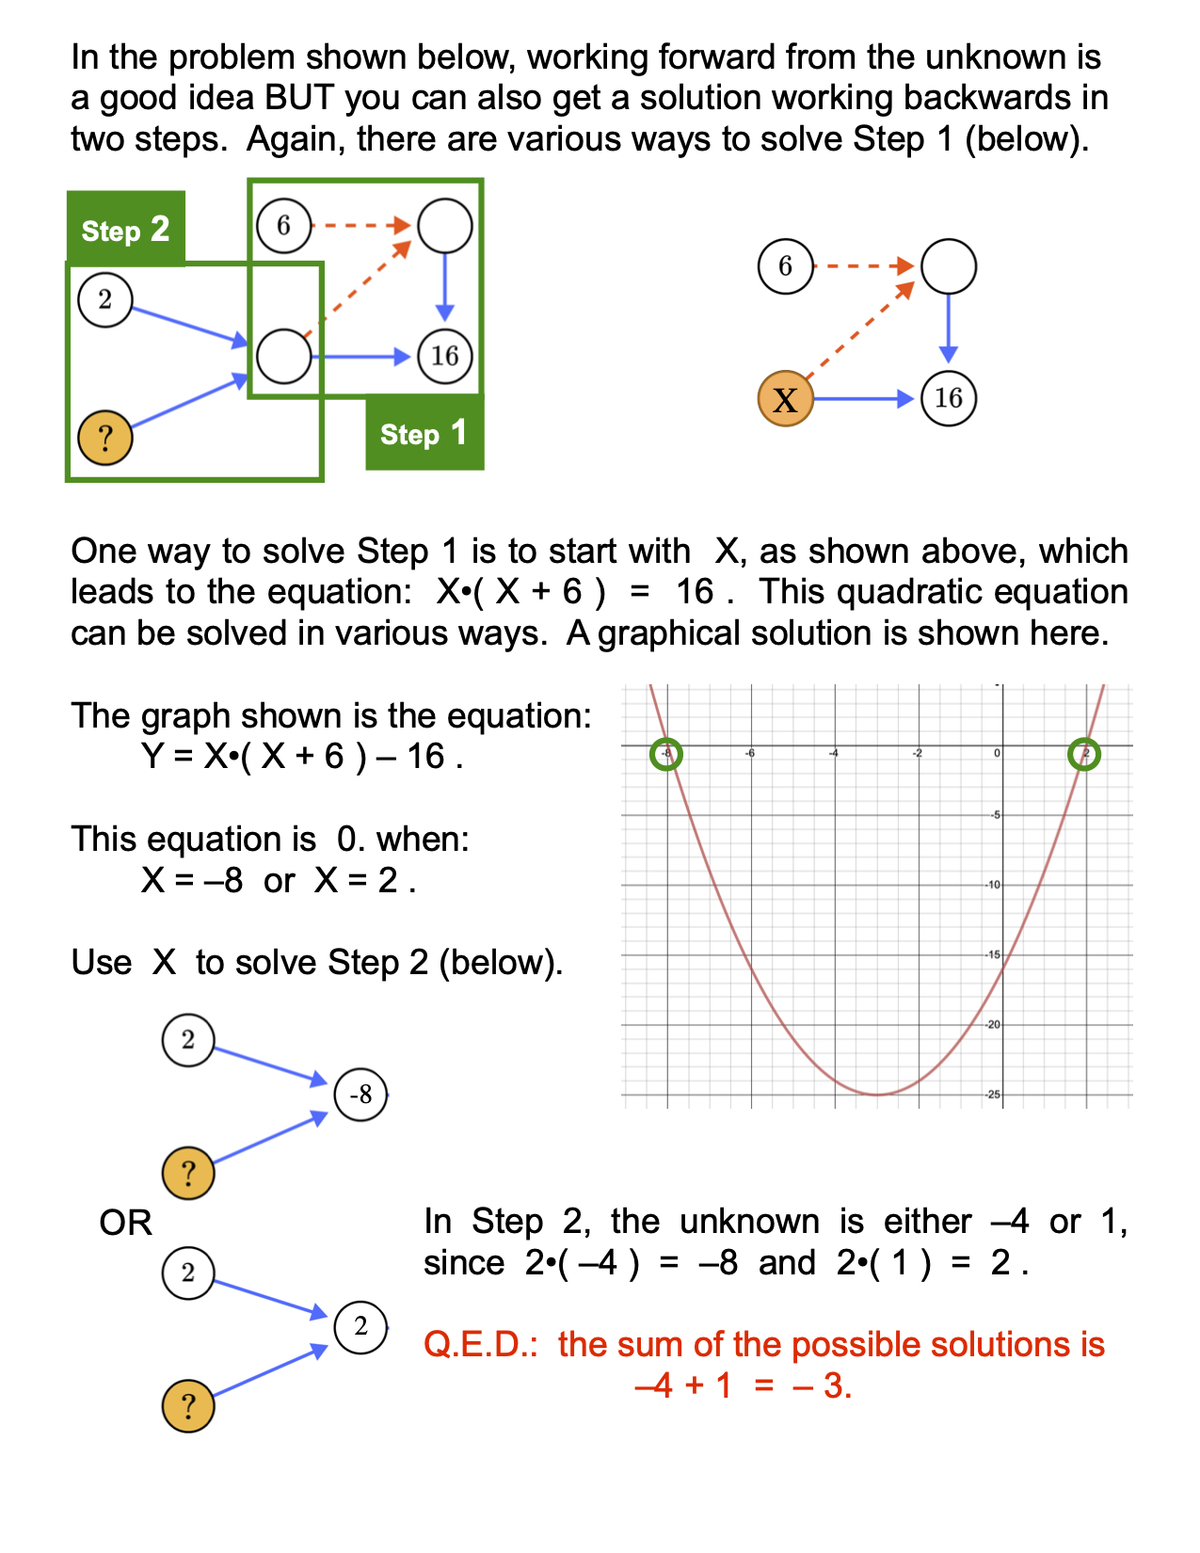 In the problem shown below, working forward from the unknown is
a good idea BUT you can also get a solution working backwards in
two steps. Again, there are various ways to solve Step 1 (below).
Step 2
6
2
16
?
Step 1
6
X
16
One way to solve Step 1 is to start with X, as shown above, which
leads to the equation: X•( X + 6 ) = 16 . This quadratic equation
can be solved in various ways. A graphical solution is shown here.
The graph shown is the equation:
Y = X•( X + 6 ) – 16 .
This equation is 0. when:
X = –8 or X = 2 .
Use X to solve Step 2 (below).
-8 -6 -4 -2 0 2
-5
-10
-15
-20
-25
2
-8
?
OR
2
2
?
In Step 2, the unknown is either –4 or 1,
since 2•( –4 ) = –8 and 2•( 1 ) = 2 .
Q.E.D.: the sum of the possible solutions is
–4 + 1 = – 3.